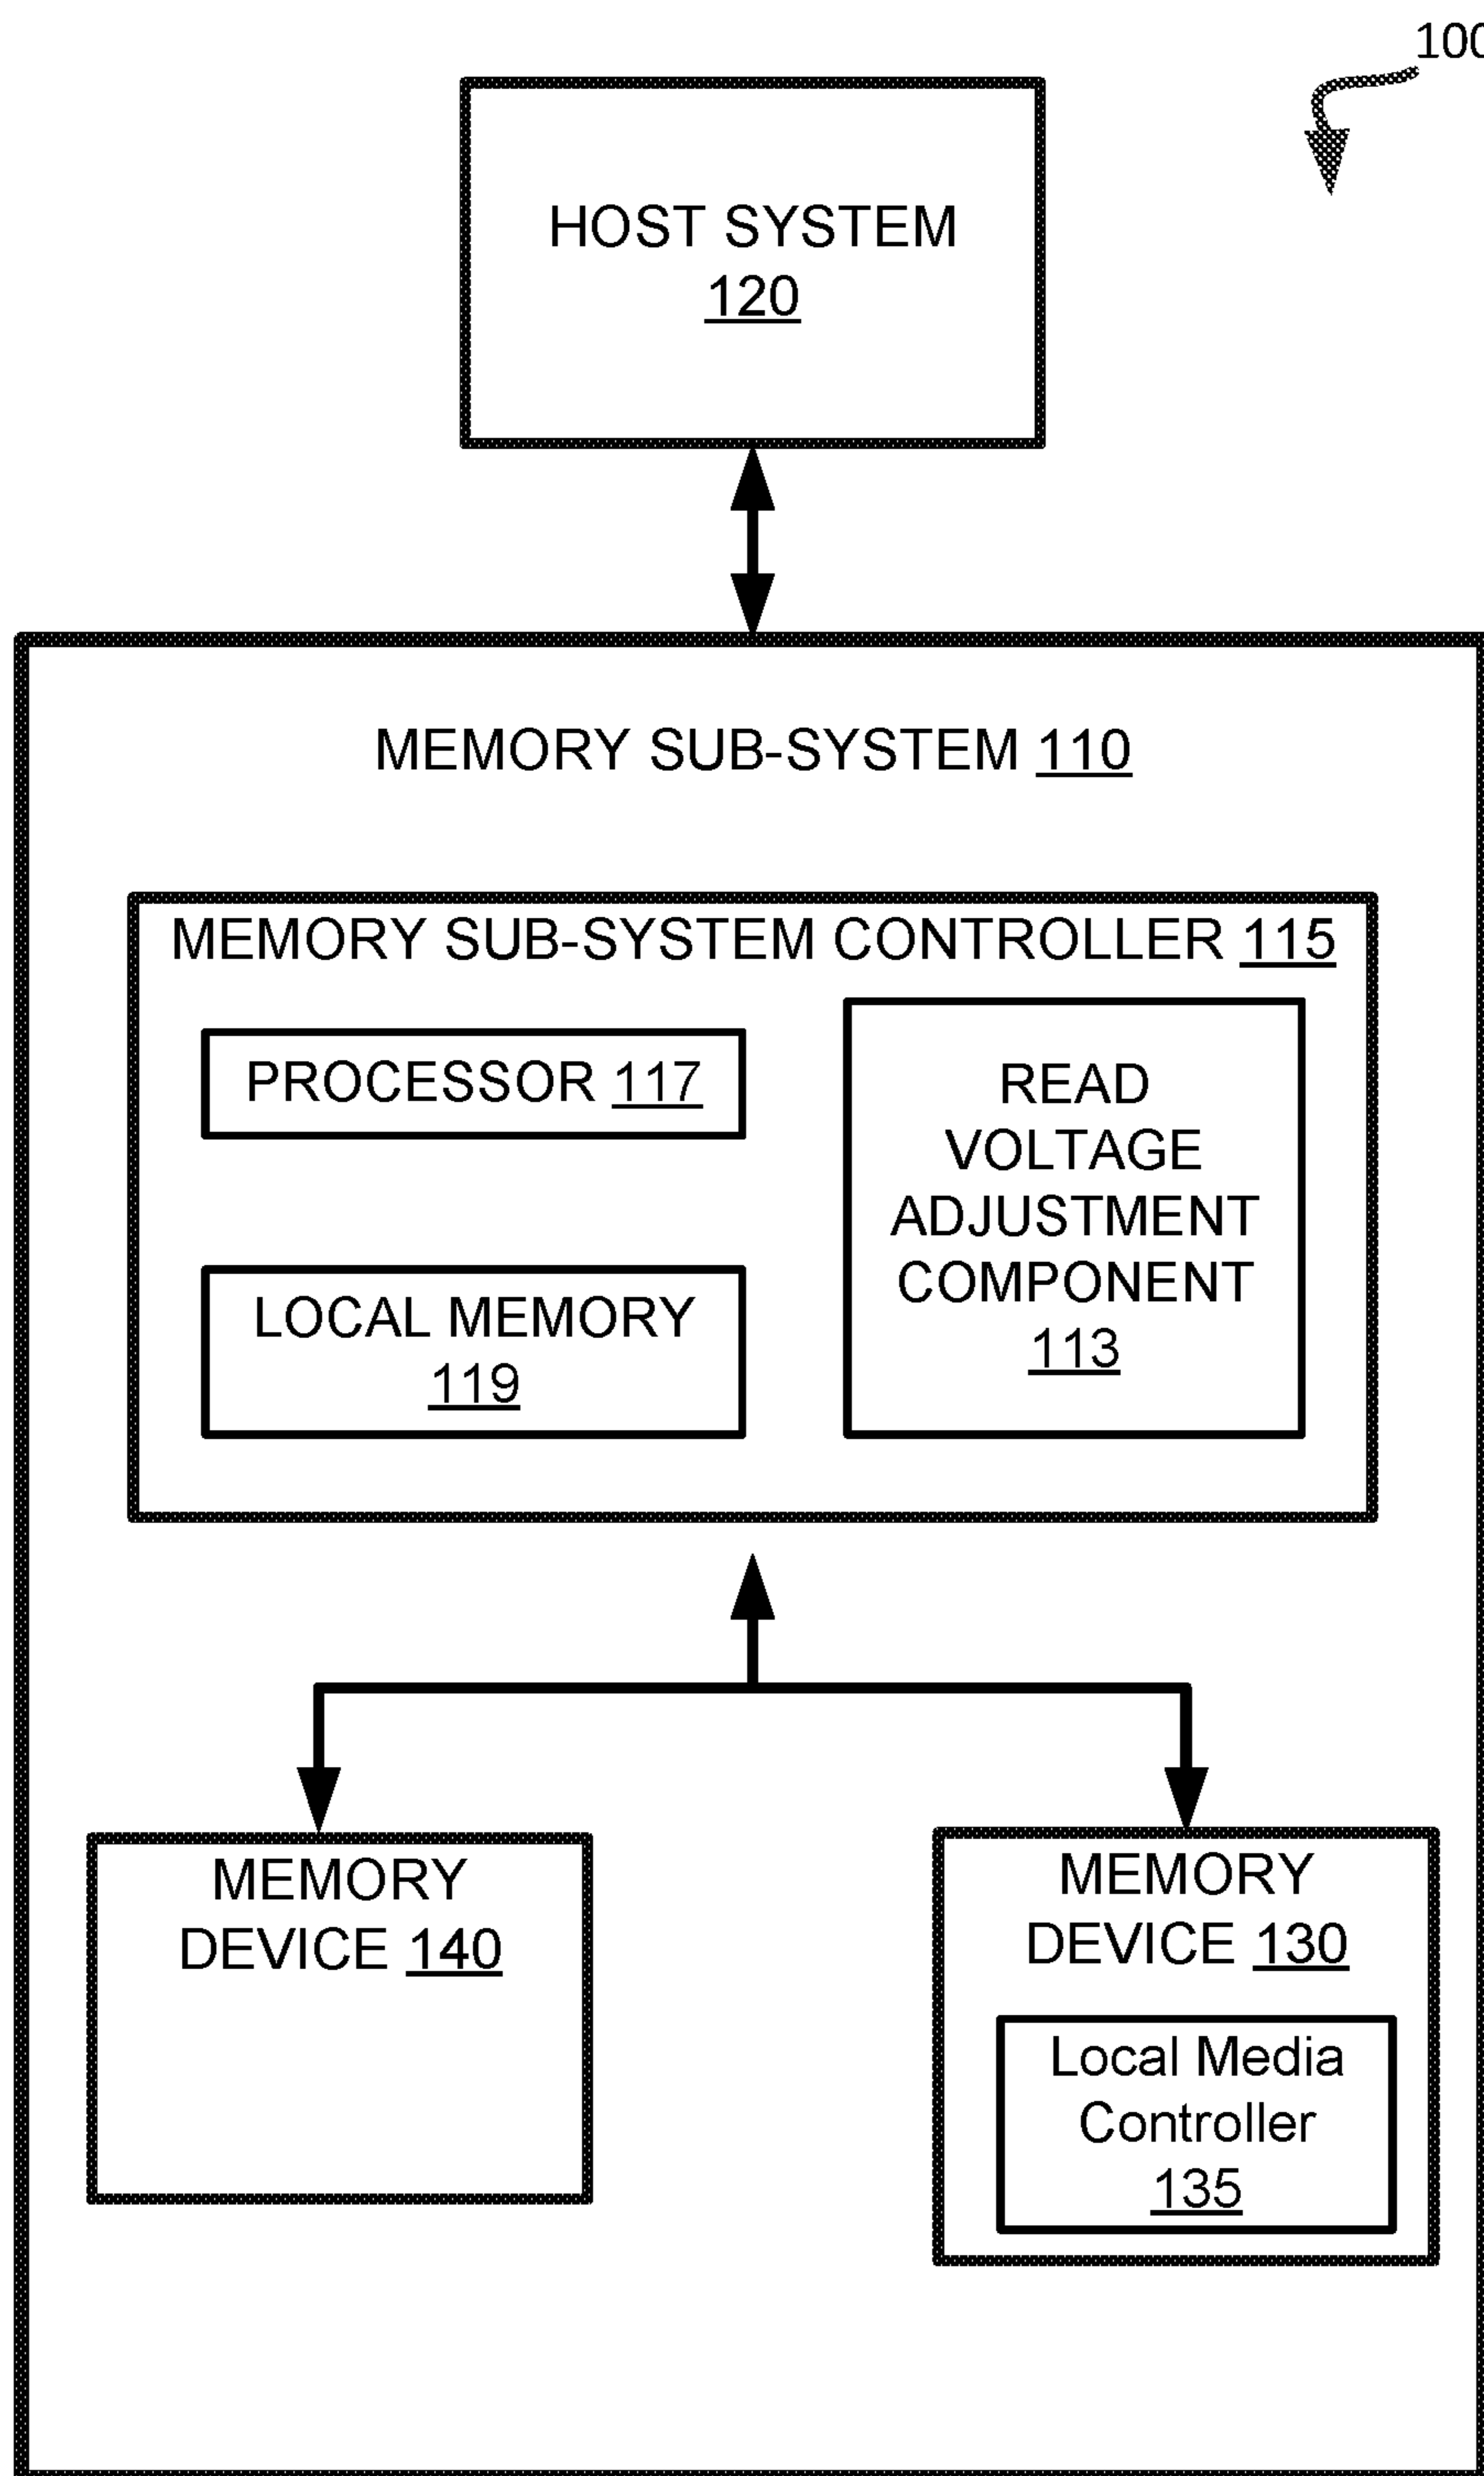 100
HOST SYSTEM
120
MEMORY SUB-SYSTEM 110
MEMORY SUB-SYSTEM CONTROLLER 115
PROCESSOR 117
READ
VOLTAGE
ADJUSTMENT
COMPONENT
113
LOCAL MEMORY
119
MEMORY
DEVICE 140
MEMORY
DEVICE 130
Local Media
Controller
135